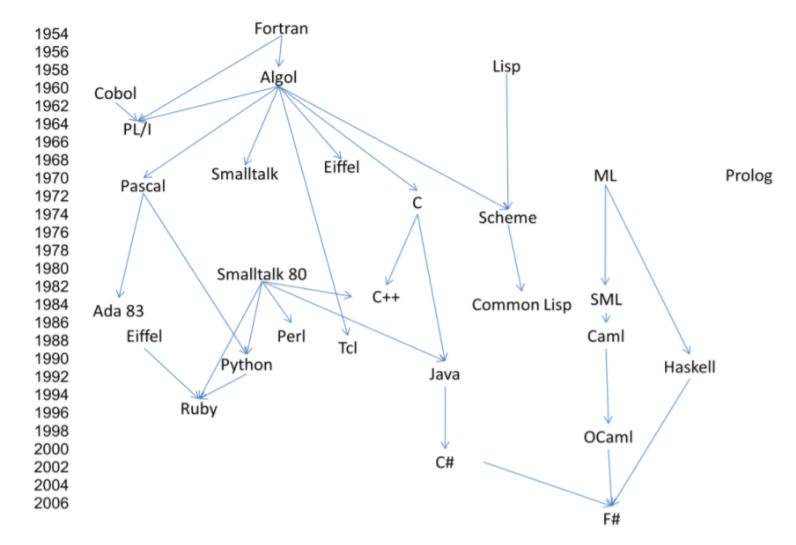 1954
1956
1958
1960
1962
1964
1966
1968
1970
1972
1974
1976
1978
1980
1982
1984
1986
1988
1990
1992
1994
1996
1998
2000
2002
2004
2006
Fortran
Lisp
Algol
Cobol
PL/I
Eiffel
Smalltalk
ML
Prolog
Pascal
C
Scheme
Smalltalk 80
C++
SML
Common Lisp
Ada 83
Eiffel
Perl
Caml
Tcl
Python
Haskell
Java
Ruby
OCaml
C#
F#